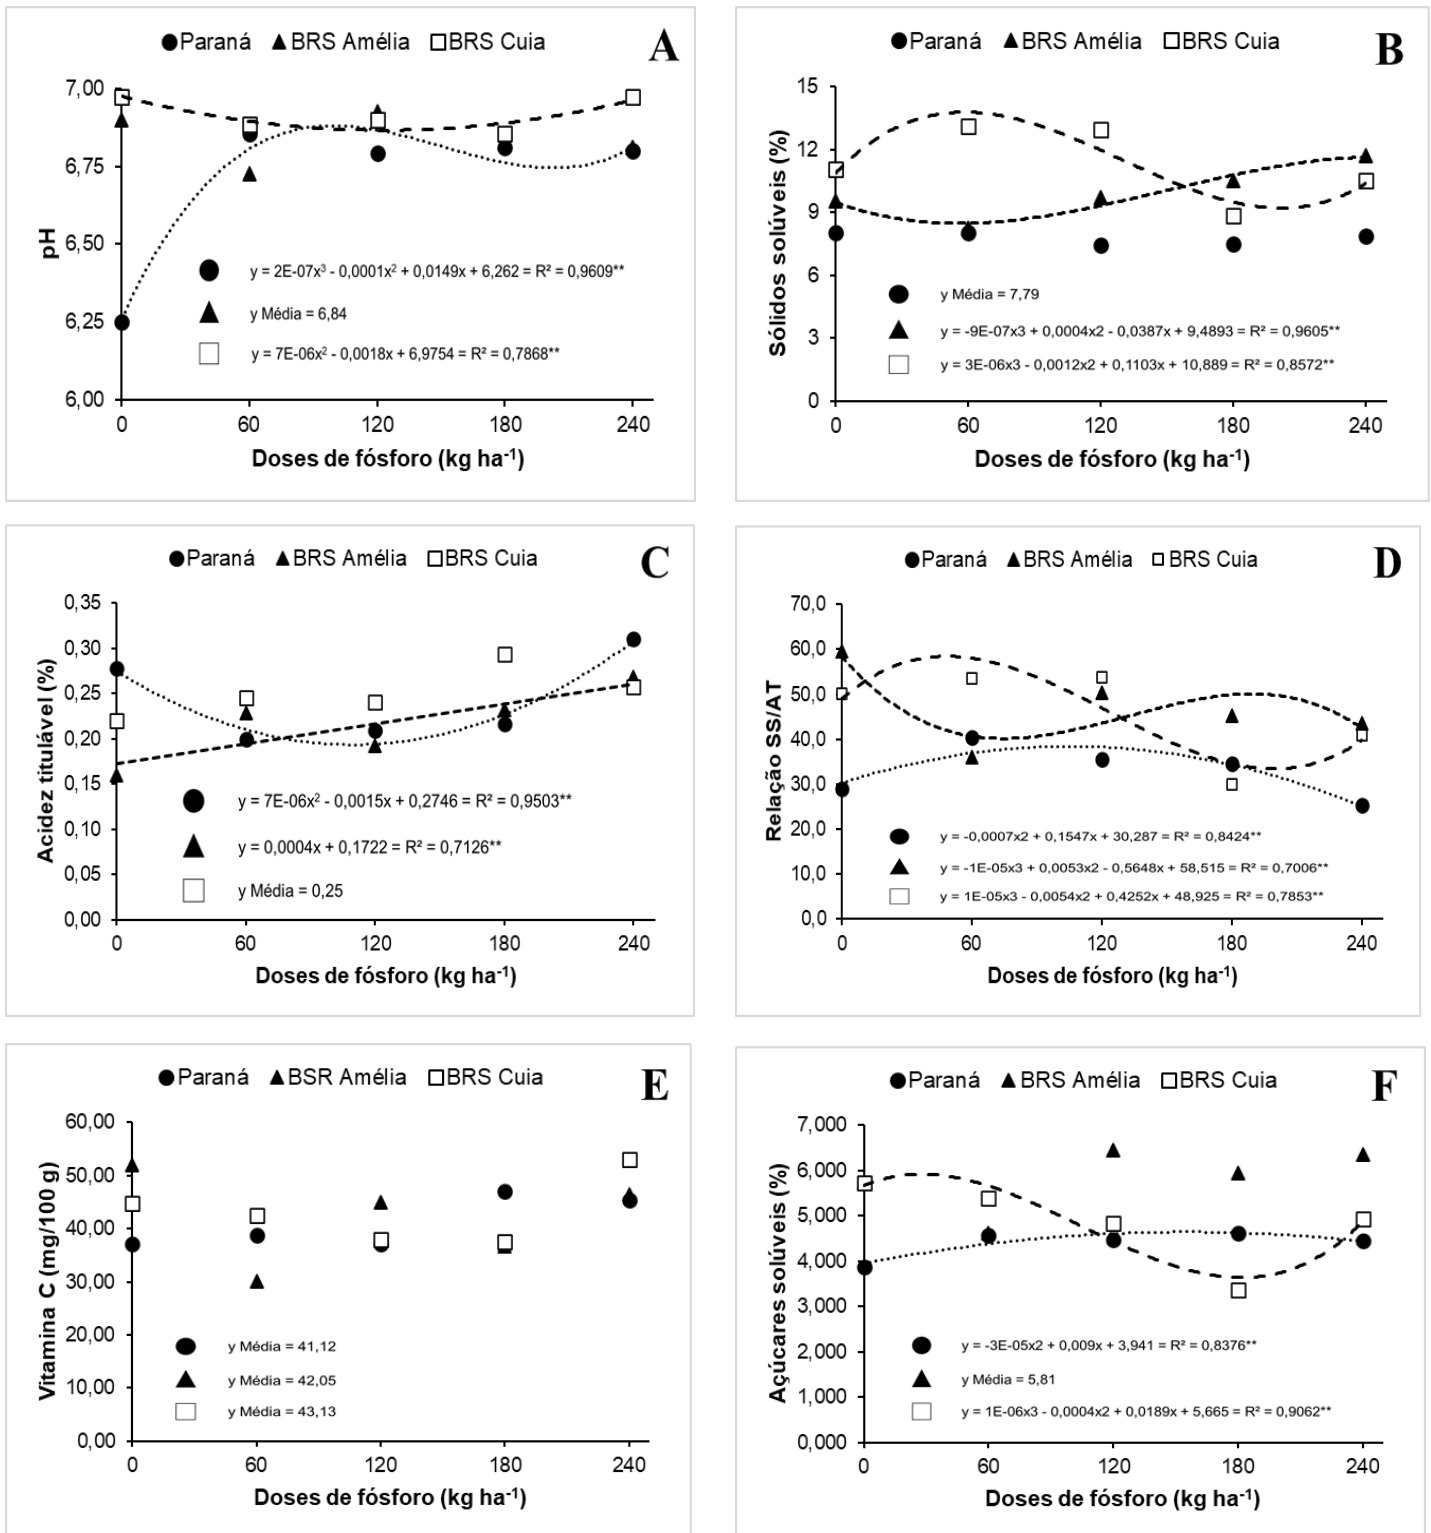 Paraná BRS Amélia BRS Cuia
A
7,00
6,75
6,50
6,25
6,00
pH
y = 2E-07x³ - 0,0001x² + 0,0149x + 6,262 = R² = 0,9609**
y Média = 6,84
y = 7E-06x² - 0,0018x + 6,9754 = R² = 0,7868**
0 60 120 180 240
Doses de fósforo (kg ha⁻¹)
Paraná BRS Amélia BRS Cuia
B
15
12
9
6
3
0
Sólidos solúveis (%)
y Média = 7,79
y = -9E-07x3 + 0,0004x2 - 0,0387x + 9,4893 = R² = 0,9605**
y = 3E-06x3 - 0,0012x2 + 0,1103x + 10,889 = R² = 0,8572**
0 60 120 180 240
Doses de fósforo (kg ha⁻¹)
Paraná BRS Amélia BRS Cuia
C
0,35
0,30
0,25
0,20
0,15
0,10
0,05
0,00
Acidez titulável (%)
y = 7E-06x² - 0,0015x + 0,2746 = R² = 0,9503**
y = 0,0004x + 0,1722 = R² = 0,7126**
y Média = 0,25
0 60 120 180 240
Doses de fósforo (kg ha⁻¹)
Paraná BRS Amélia BRS Cuia
D
70,0
60,0
50,0
40,0
30,0
20,0
10,0
0,0
Relação SS/AT
y = -0,0007x2 + 0,1547x + 30,287 = R² = 0,8424**
y = -1E-05x3 + 0,0053x2 - 0,5648x + 58,515 = R² = 0,7006**
y = 1E-05x3 - 0,0054x2 + 0,4252x + 48,925 = R² = 0,7853**
0 60 120 180 240
Doses de fósforo (kg ha⁻¹)
Paraná BSR Amélia BRS Cuia
E
60,00
50,00
40,00
30,00
20,00
10,00
0,00
Vitamina C (mg/100 g)
y Média = 41,12
y Média = 42,05
y Média = 43,13
0 60 120 180 240
Doses de fósforo (kg ha⁻¹)
Paraná BRS Amélia BRS Cuia
F
7,000
6,000
5,000
4,000
3,000
2,000
1,000
0,000
Açúcares solúveis (%)
y = -3E-05x2 + 0,009x + 3,941 = R² = 0,8376**
y Média = 5,81
y = 1E-06x3 - 0,0004x2 + 0,0189x + 5,665 = R² = 0,9062**
0 60 120 180 240
Doses de fósforo (kg ha⁻¹)